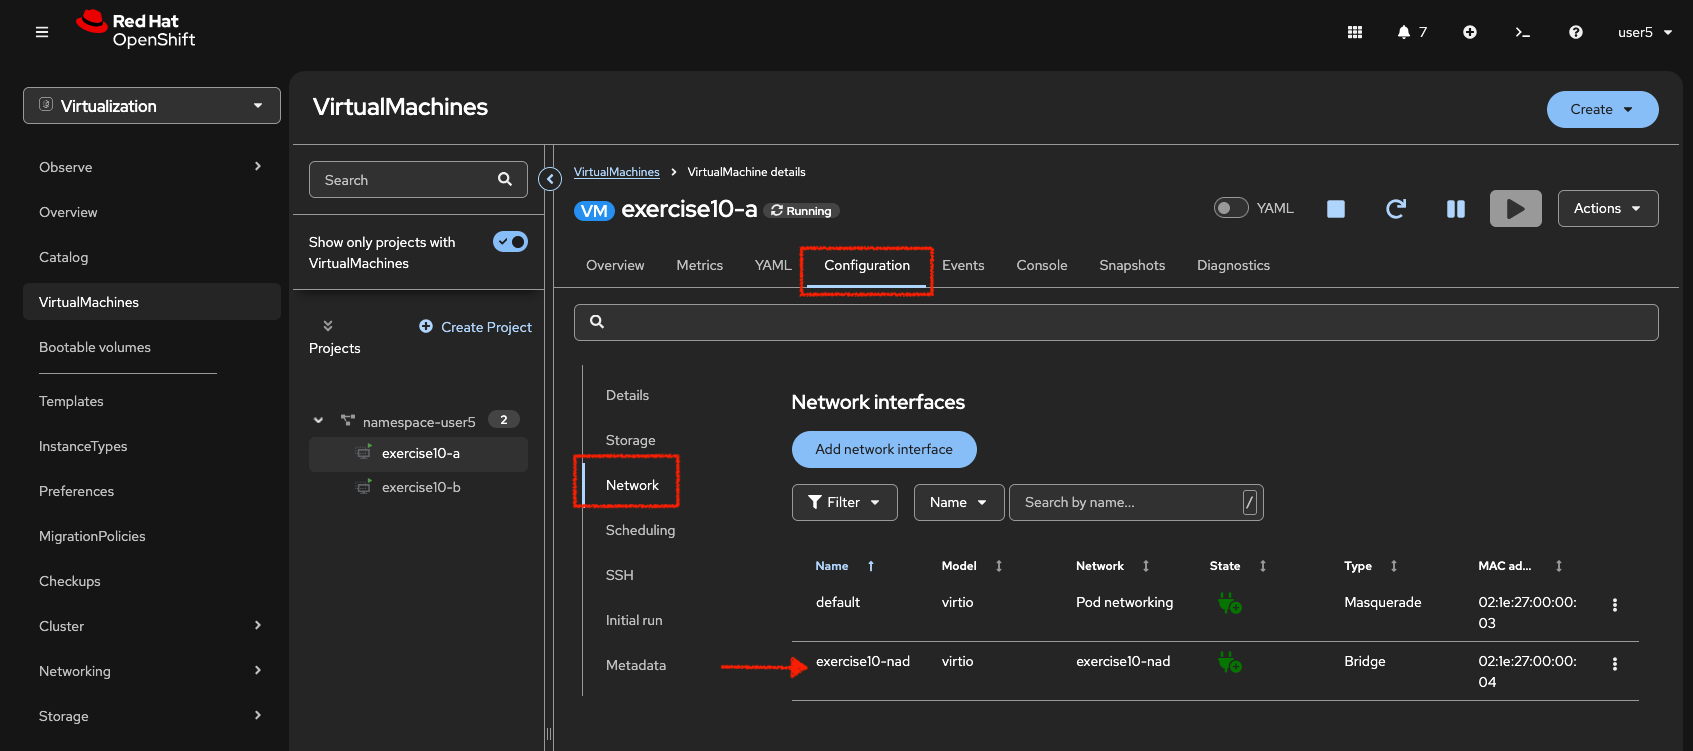 Red Hat
OpenShift
7
user5
Virtualization
Observe
Overview
Catalog
VirtualMachines
Bootable volumes
Templates
InstanceTypes
Preferences
MigrationPolicies
Checkups
Cluster
Networking
Storage
VirtualMachines
Create
Search
Show only projects with
VirtualMachines
Create Project
Projects
namespace-user5 2
exercise10-a
exercise10-b
VirtualMachines > VirtualMachine details
VM exercise10-a Running
YAML
Actions
Overview Metrics YAML Configuration Events Console Snapshots Diagnostics
Details
Storage
Network
Scheduling
SSH
Initial run
Metadata
Network interfaces
Add network interface
Filter Name Search by name... /
Name Model Network State Type MAC ad...
default virtio Pod networking Masquerade 02:1e:27:00:00:
03
exercise10-nad virtio exercise10-nad Bridge 02:1e:27:00:00:
04